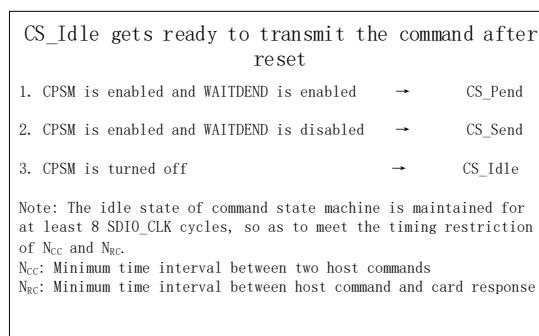 CS_Idle gets ready to transmit the command after
reset
1. CPSM is enabled and WAITDEND is enabled → CS_Pend
2. CPSM is enabled and WAITDEND is disabled → CS_Send
3. CPSM is turned off → CS_Idle
Note: The idle state of command state machine is maintained for
at least 8 SDIO_CLK cycles, so as to meet the timing restriction
of NCC and NRC.
NCC: Minimum time interval between two host commands
NRC: Minimum time interval between host command and card response